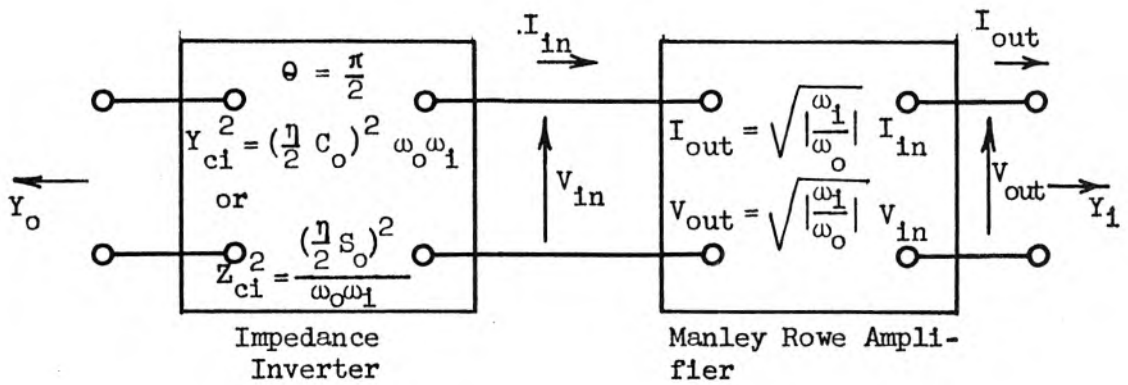 .I_in
I_out
θ = π/2
Y_ci^2 = (η/2 C_o)^2 ω_oω_i
or
Z_ci^2 = (η/2 S_o)^2 / ω_oω_i
Y_o
V_in
I_out = √|ω_i/ω_o| I_in
V_out = √|ω_i/ω_o| V_in
V_out
Y_i
Impedance
Inverter
Manley Rowe Ampli-
fier